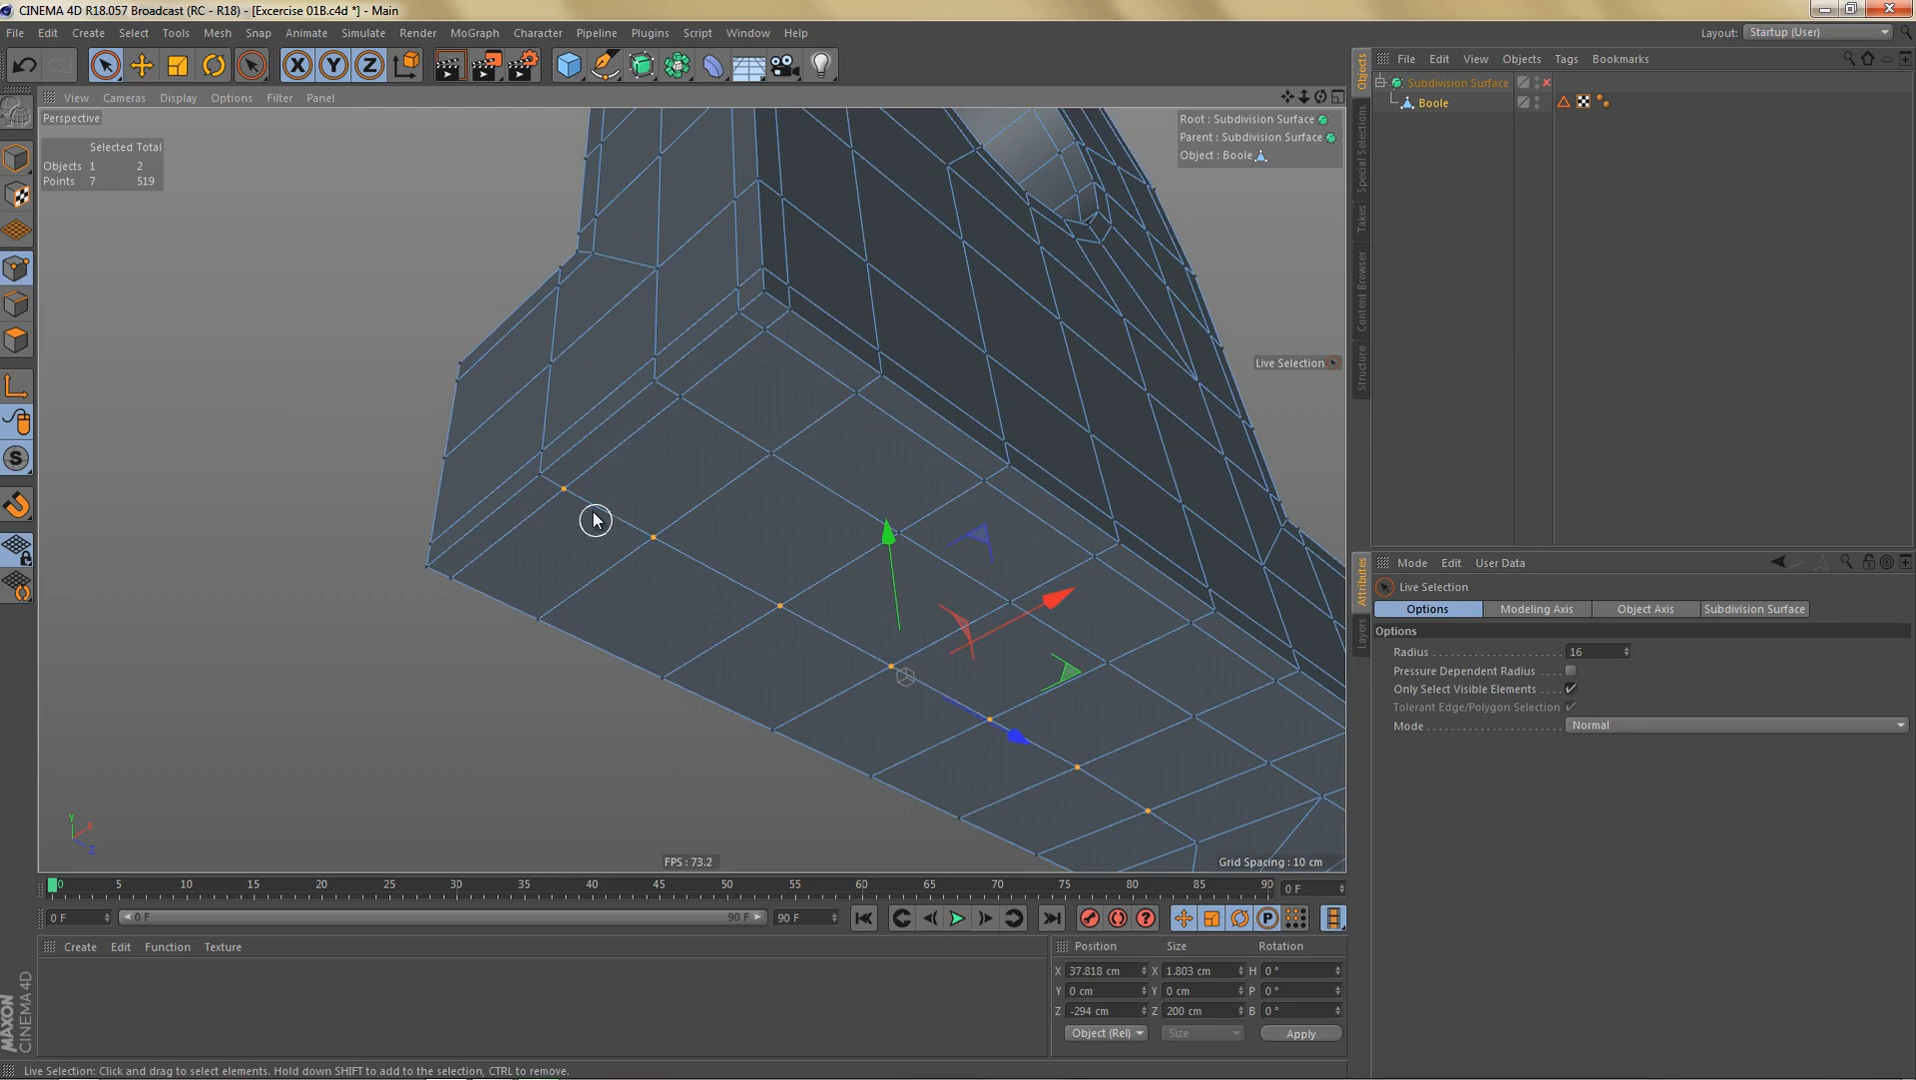 CINEMA 4D R18.057 Broadcast (RC - R18) - [Excercise 01B.c4d *] - Main
File Edit Create Select Tools Mesh Snap Animate Simulate Render MoGraph Character Pipeline Plugins Script Window Help
Layout: Startup (User)
File Edit View Objects Tags Bookmarks
Subdivision Surface
Boole
View Cameras Display Options Filter Panel
Perspective
Selected Total
Objects 1 2
Points 7 519
Root : Subdivision Surface
Parent : Subdivision Surface
Object : Boole
Live Selection
Objects
Special Selections
Takes
Content Browser
Structure
Attributes
Layers
Mode Edit User Data
Live Selection
Options Modeling Axis Object Axis Subdivision Surface
Options
Radius 16
Pressure Dependent Radius
Only Select Visible Elements
Tolerant Edge/Polygon Selection
Mode Normal
Y
X
Z
FPS : 73.2
Grid Spacing : 10 cm
0 5 10 15 20 25 30 35 40 45 50 55 60 65 70 75 80 85 90 0 F
0 F 0 F 90 F 90 F
Create Edit Function Texture
Position Size Rotation
X 37.818 cm X 1.803 cm H 0 °
Y 0 cm Y 0 cm P 0 °
Z -294 cm Z 200 cm B 0 °
Object (Rel) Size Apply
MAXON
CINEMA 4D
Live Selection: Click and drag to select elements. Hold down SHIFT to add to the selection, CTRL to remove.